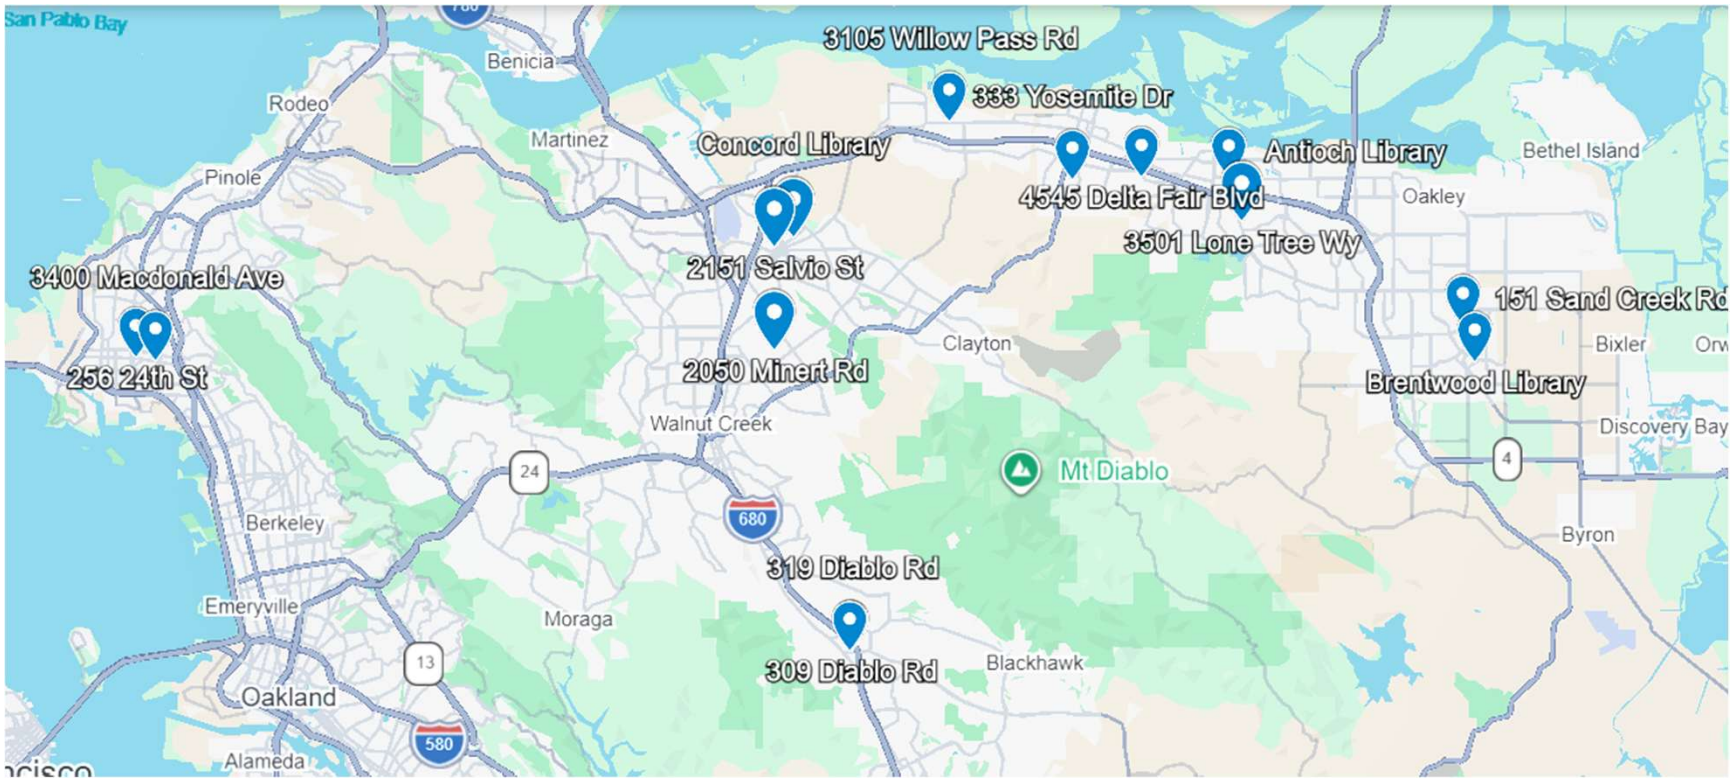 780
San Pablo Bay
3105 Willow Pass Rd
Benicia
333 Yosemite Dr
Rodeo
Martinez
Concord Library
Antioch Library
Bethel Island
Pinole
4545 Delta Fair Blvd
Oakley
3501 Lone Tree Wy
2151 Salvio St
3400 Macdonald Ave
151 Sand Creek Rd
Clayton
Bixler
Orw
2050 Minert Rd
256 24th St
Brentwood Library
Walnut Creek
Discovery Bay
4
24
Mt Diablo
680
Berkeley
Byron
319 Diablo Rd
Emeryville
Moraga
13
Blackhawk
309 Diablo Rd
Oakland
580
Alameda
ncisco